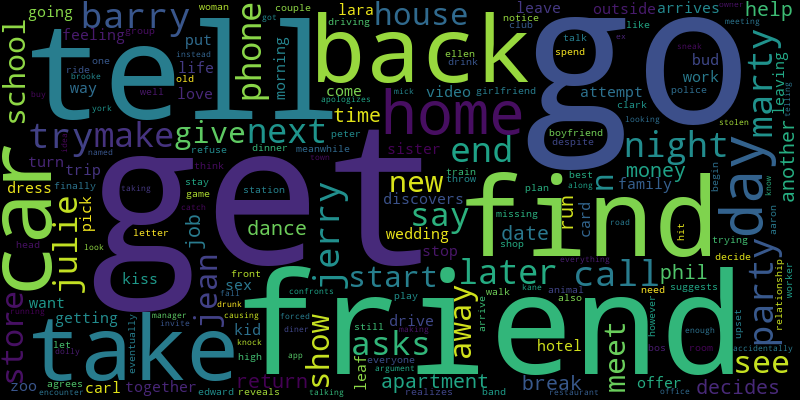 going
woman
couple
lara
house
leave
outside
arrives
help
barry
feeling
group
phone
got
driving
club
notice
like
meeting
owner
school
tell
put
instead
morning
back
go
ex
talk
spend
bud
work
marty
leaving
telling
one
ride
life
ellen
drink
sneak
way
brooke
old
love
come
video
girlfriend
attempt
police
buy
york
well
apologizes
mick
clark
stolen
another
try
make
give
next
time
home
looking
boyfriend
despite
night
day
idea
named
refuse
peter
meanwhile
sister
end
turn
trip
think
dinner
town
train
throw
best
along
n
money
family
begin
know
car
dress
finally
taking
stay
game
station
get
new
discovers
plan
find
card
aaron
julie
pick
letter
catch
say
missing
run
road
hit
trying
job
dance
wedding
date
shop
decide
head
look
jerry
stop
everything
party
relationship
kiss
jean
front
sex
start
later
call
phil
worker
store
want
drunk
fall
confronts
play
away
walk
kane
animal
also
need
suggests
however
upset
getting
manager
invite
causing
forced
friend
arrive
enough
running
let
dolly
take
eventually
kid
knock
diner
show
still
drive
making
asks
hotel
meet
boss
room
accidentally
high
app
leaf
everyone
argument
see
zoo
agrees
carl
together
return
apartment
break
offer
decides
encounter
edward
reveals
talking
realizes
band
restaurant
office